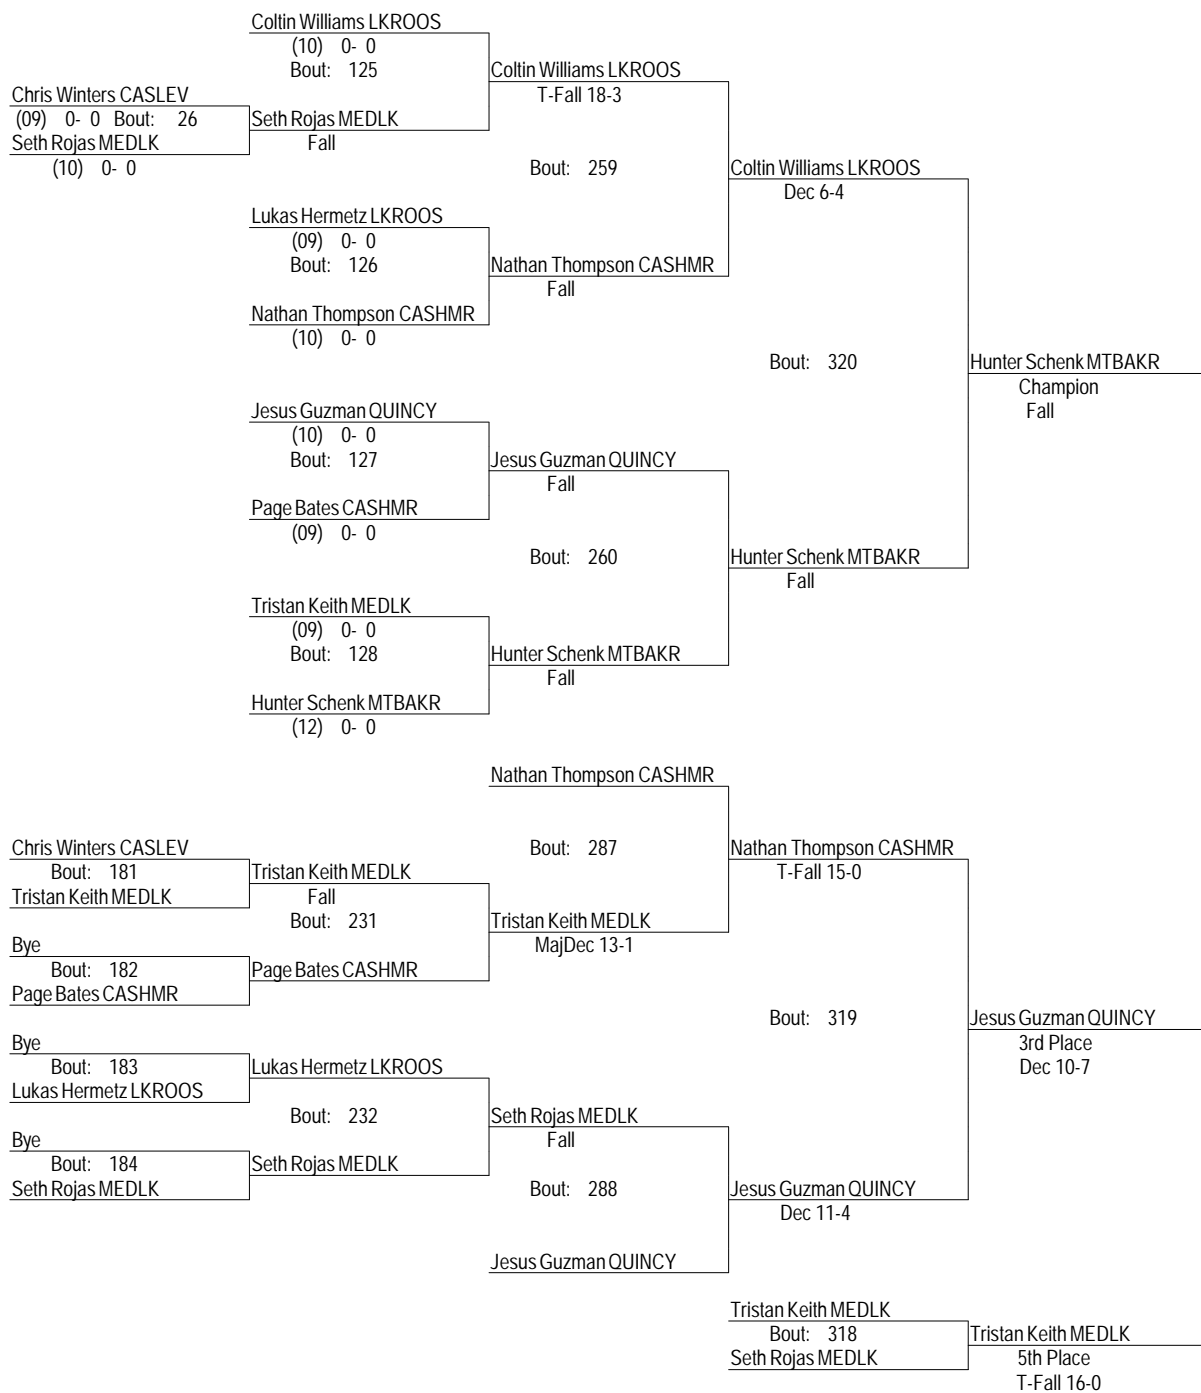 Coltin Williams LKROOS
(10) 0- 0
Bout: 125
Coltin Williams LKROOS
T-Fall 18-3
Chris Winters CASLEV
(09) 0- 0 Bout: 26
Seth Rojas MEDLK
Seth Rojas MEDLK
Fall
(10) 0- 0
Bout: 259
Coltin Williams LKROOS
Dec 6-4
Lukas Hermetz LKROOS
(09) 0- 0
Bout: 126
Nathan Thompson CASHMR
Fall
Nathan Thompson CASHMR
(10) 0- 0
Bout: 320
Hunter Schenk MTBAKR
Champion
Fall
Jesus Guzman QUINCY
(10) 0- 0
Bout: 127
Jesus Guzman QUINCY
Fall
Page Bates CASHMR
(09) 0- 0
Bout: 260
Hunter Schenk MTBAKR
Fall
Tristan Keith MEDLK
(09) 0- 0
Bout: 128
Hunter Schenk MTBAKR
Fall
Hunter Schenk MTBAKR
(12) 0- 0
Nathan Thompson CASHMR
Bout: 287
Nathan Thompson CASHMR
T-Fall 15-0
Chris Winters CASLEV
Bout: 181
Tristan Keith MEDLK
Tristan Keith MEDLK
Fall
Bout: 231
Tristan Keith MEDLK
MajDec 13-1
Bye
Bout: 182
Page Bates CASHMR
Page Bates CASHMR
Bout: 319
Jesus Guzman QUINCY
3rd Place
Dec 10-7
Bye
Bout: 183
Lukas Hermetz LKROOS
Lukas Hermetz LKROOS
Bout: 232
Seth Rojas MEDLK
Fall
Bye
Bout: 184
Seth Rojas MEDLK
Seth Rojas MEDLK
Bout: 288
Jesus Guzman QUINCY
Dec 11-4
Jesus Guzman QUINCY
Tristan Keith MEDLK
Bout: 318
Seth Rojas MEDLK
Tristan Keith MEDLK
5th Place
T-Fall 16-0